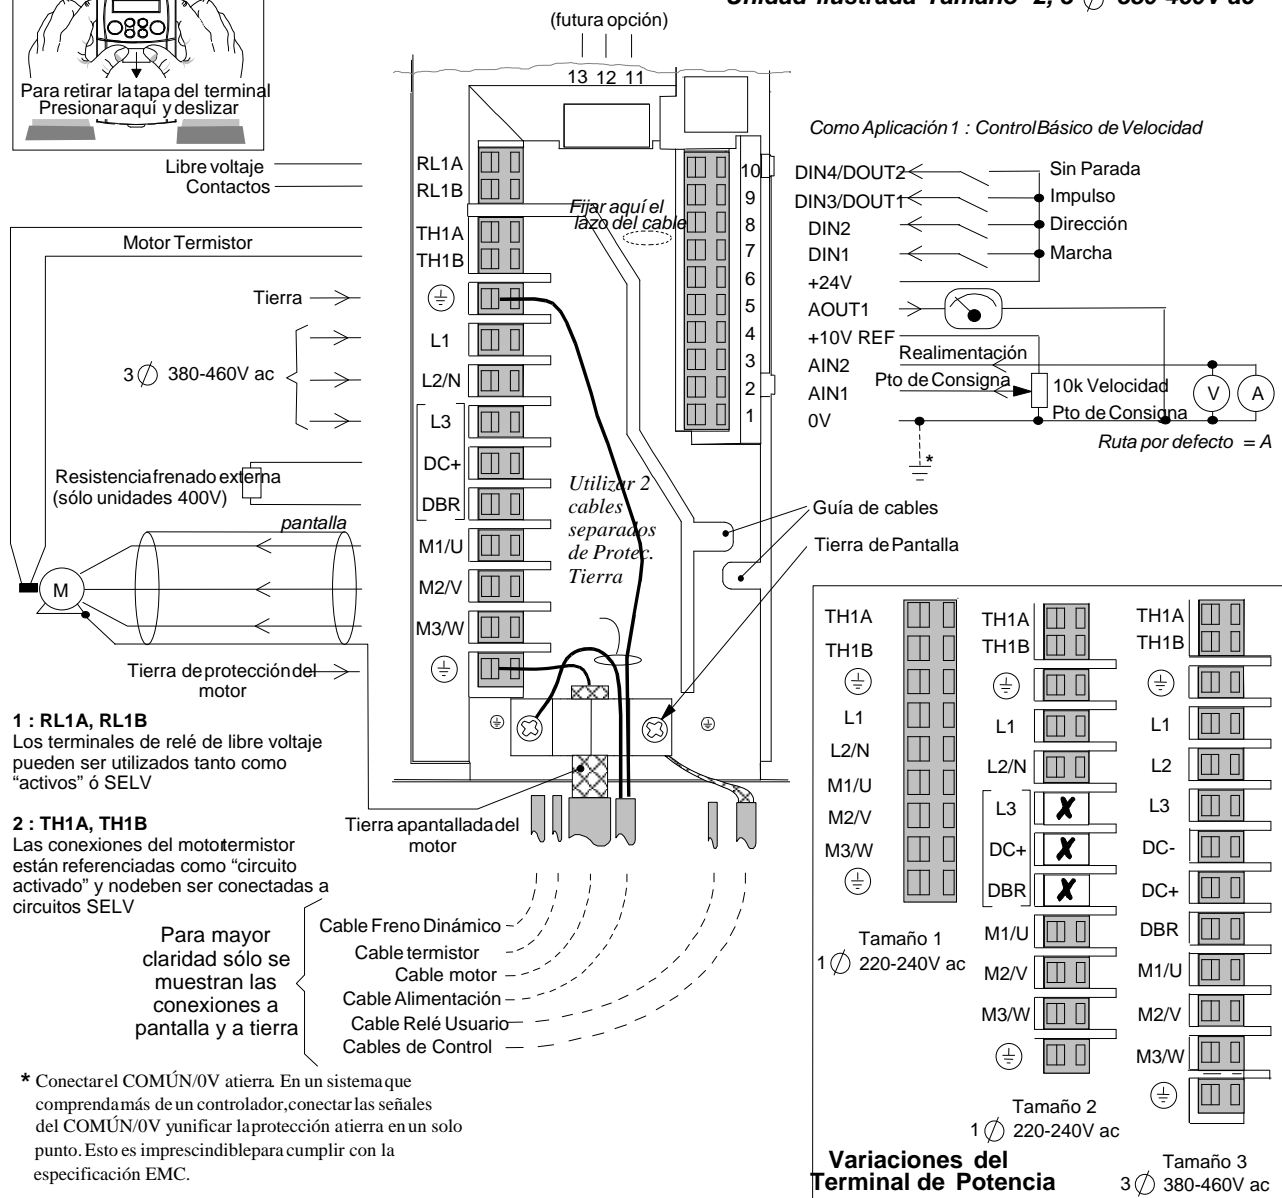 Unidad Ilustrada Tamaño 2, 3 ∅ 380-460V ac
(futura opción)
13 12 11
Para retirar la tapa del terminal
Presionar aquí y deslizar
Como Aplicación 1 : Control Básico de Velocidad
Libre voltaje
Contactos
Motor Termistor
Tierra
3 ∅ 380-460V ac
Resistencia frenado externa
(sólo unidades 400V)
pantalla
M
Tierra de protección del
motor
RL1A
RL1B
TH1A
TH1B
L1
L2/N
L3
DC+
DBR
M1/U
M2/V
M3/W
Fijar aquí el
lazo del cable
Utilizar 2
cables
separados
de Protec.
Tierra
10
9
8
7
6
5
4
3
2
1
DIN4/DOUT2
DIN3/DOUT1
DIN2
DIN1
+24V
AOUT1
+10V REF
AIN2
AIN1
0V
Sin Parada
Impulso
Dirección
Marcha
Realimentación
Pto de Consigna
10k Velocidad
Pto de Consigna
V
A
Ruta por defecto = A
*
Guía de cables
Tierra de Pantalla
1 : RL1A, RL1B
Los terminales de relé de libre voltaje
pueden ser utilizados tanto como
“activos” ó SELV
2 : TH1A, TH1B
Las conexiones del motortermistor
están referenciadas como “circuito
activado” y nodeben ser conectadas a
circuitos SELV
Tierra apantallada del
motor
Para mayor
claridad sólo se
muestran las
conexiones a
pantalla y a tierra
Cable Freno Dinámico
Cable termistor
Cable motor
Cable Alimentación
Cable Relé Usuario
Cables de Control
* Conectar el COMÚN/0V a tierra. En un sistema que
comprenda más de un controlador, conectar las señales
del COMÚN/0V y unificar la protección a tierra en un solo
punto. Esto es imprescindible para cumplir con la
especificación EMC.
TH1A
TH1B
L1
L2/N
M1/U
M2/V
M3/W
Tamaño 1
1 ∅ 220-240V ac
TH1A
TH1B
L1
L2/N
L3
DC+
DBR
M1/U
M2/V
M3/W
Tamaño 2
1 ∅ 220-240V ac
TH1A
TH1B
L1
L2
L3
DC-
DC+
DBR
M1/U
M2/V
M3/W
Tamaño 3
3 ∅ 380-460V ac
Variaciones del
Terminal de Potencia